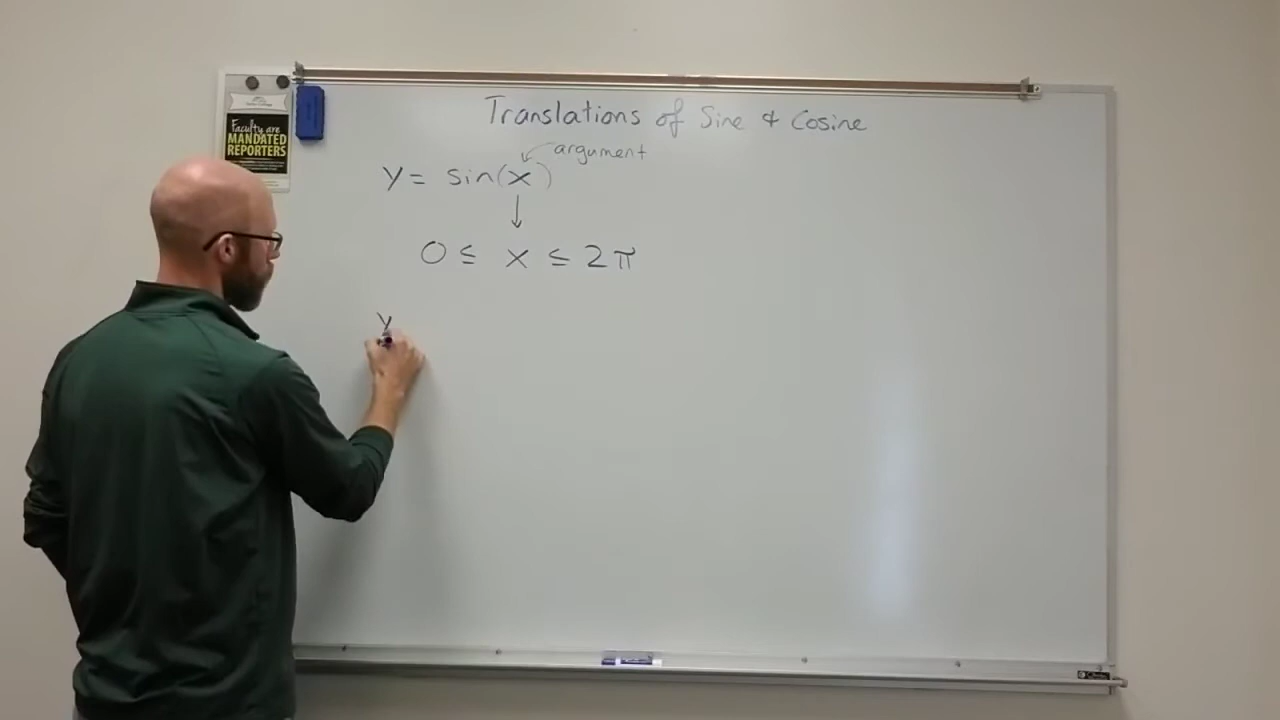 Translations of Sine & Cosine
argument
y = sin(x)
↓
0 ≤ x ≤ 2π
y
Faculty are
MANDATED
REPORTERS